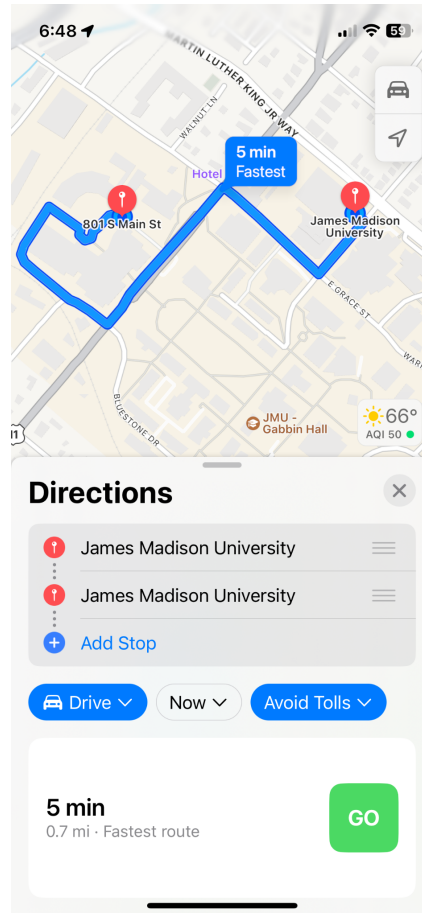 6:48
59
MARTIN LUTHER KING JR WAY
WALNUT LN
5 min
Fastest
Hotel
801 S Main St
James Madison
University
E GRACE ST
BLUESTONE DR
JMU -
Gabbin Hall
66°
AQI 50
11
Directions
James Madison University
James Madison University
Add Stop
Drive
Now
Avoid Tolls
5 min
0.7 mi · Fastest route
GO